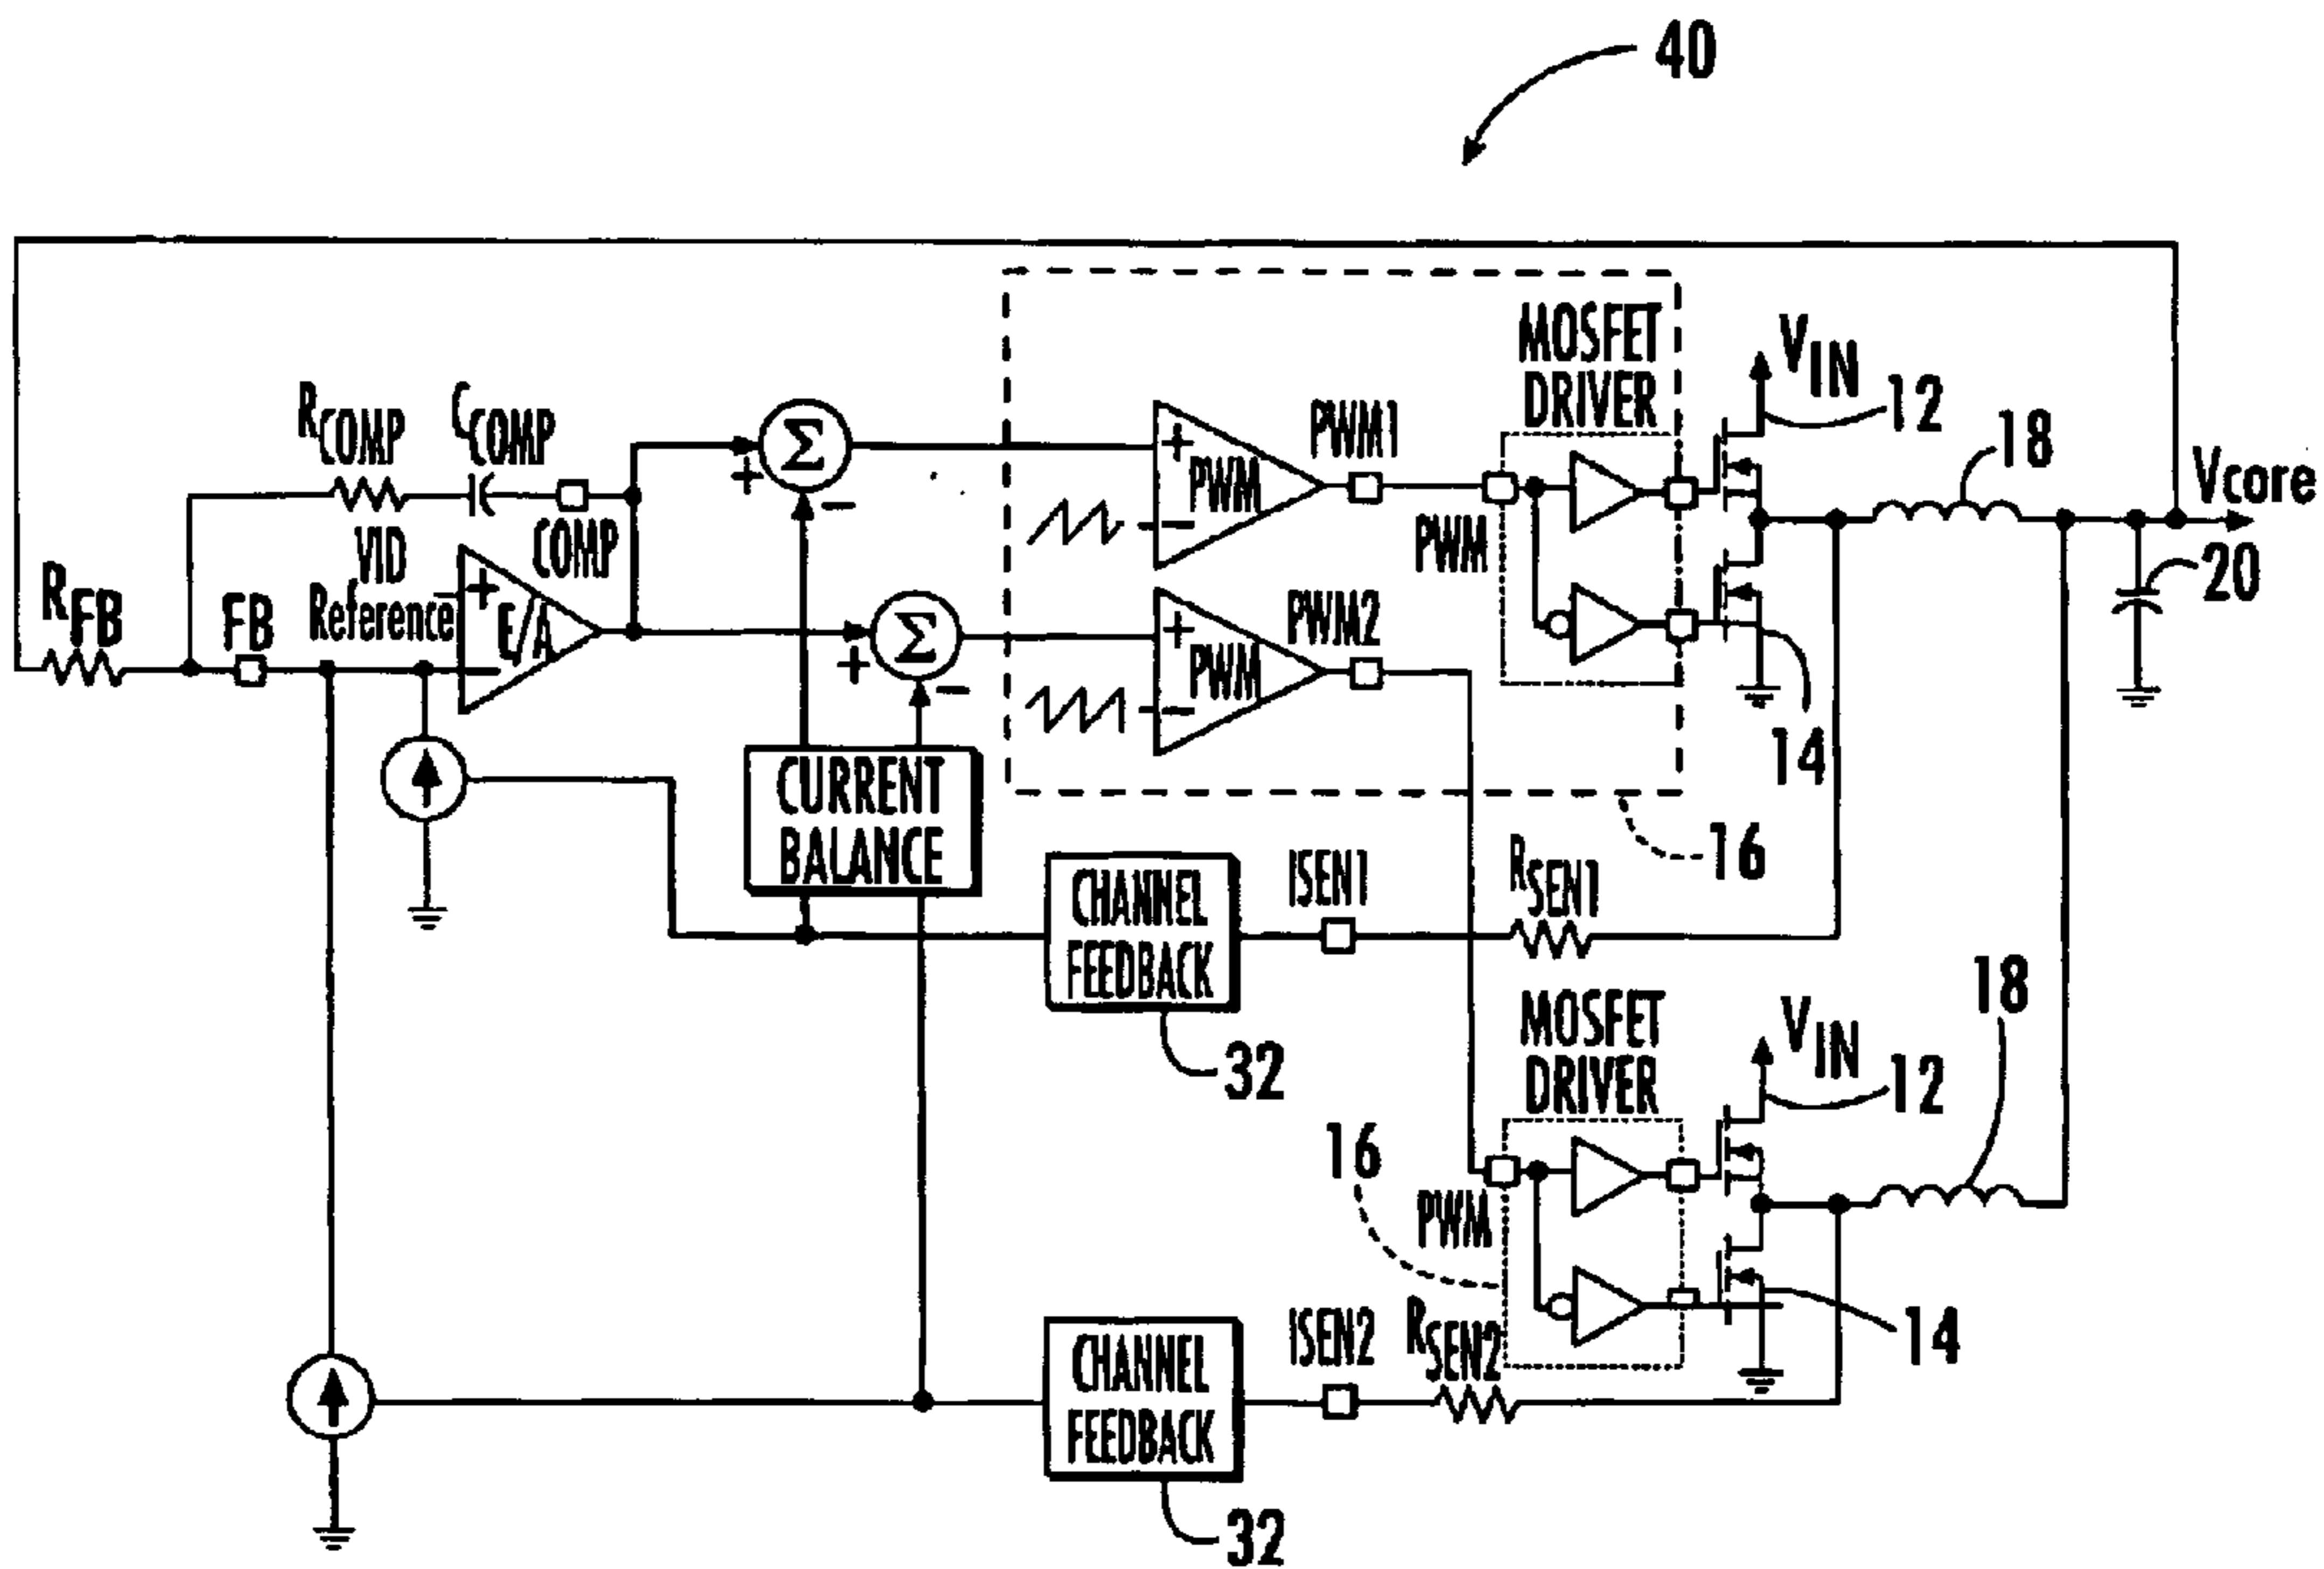 40
MOSFET
DRIVER
VIN
12
18
Vcore
RCOMP
CCOMP
Σ
+
−
+
PWM
−
PWM1
PWM
20
VID
Reference
COMP
RFB
FB
+
E/A
−
Σ
+
−
+
PWM
−
PWM2
14
CURRENT
BALANCE
16
CHANNEL
FEEDBACK
ISEN1
RSEN1
32
MOSFET
DRIVER
VIN
12
18
16
PWM
CHANNEL
FEEDBACK
ISEN2
RSEN2
14
32